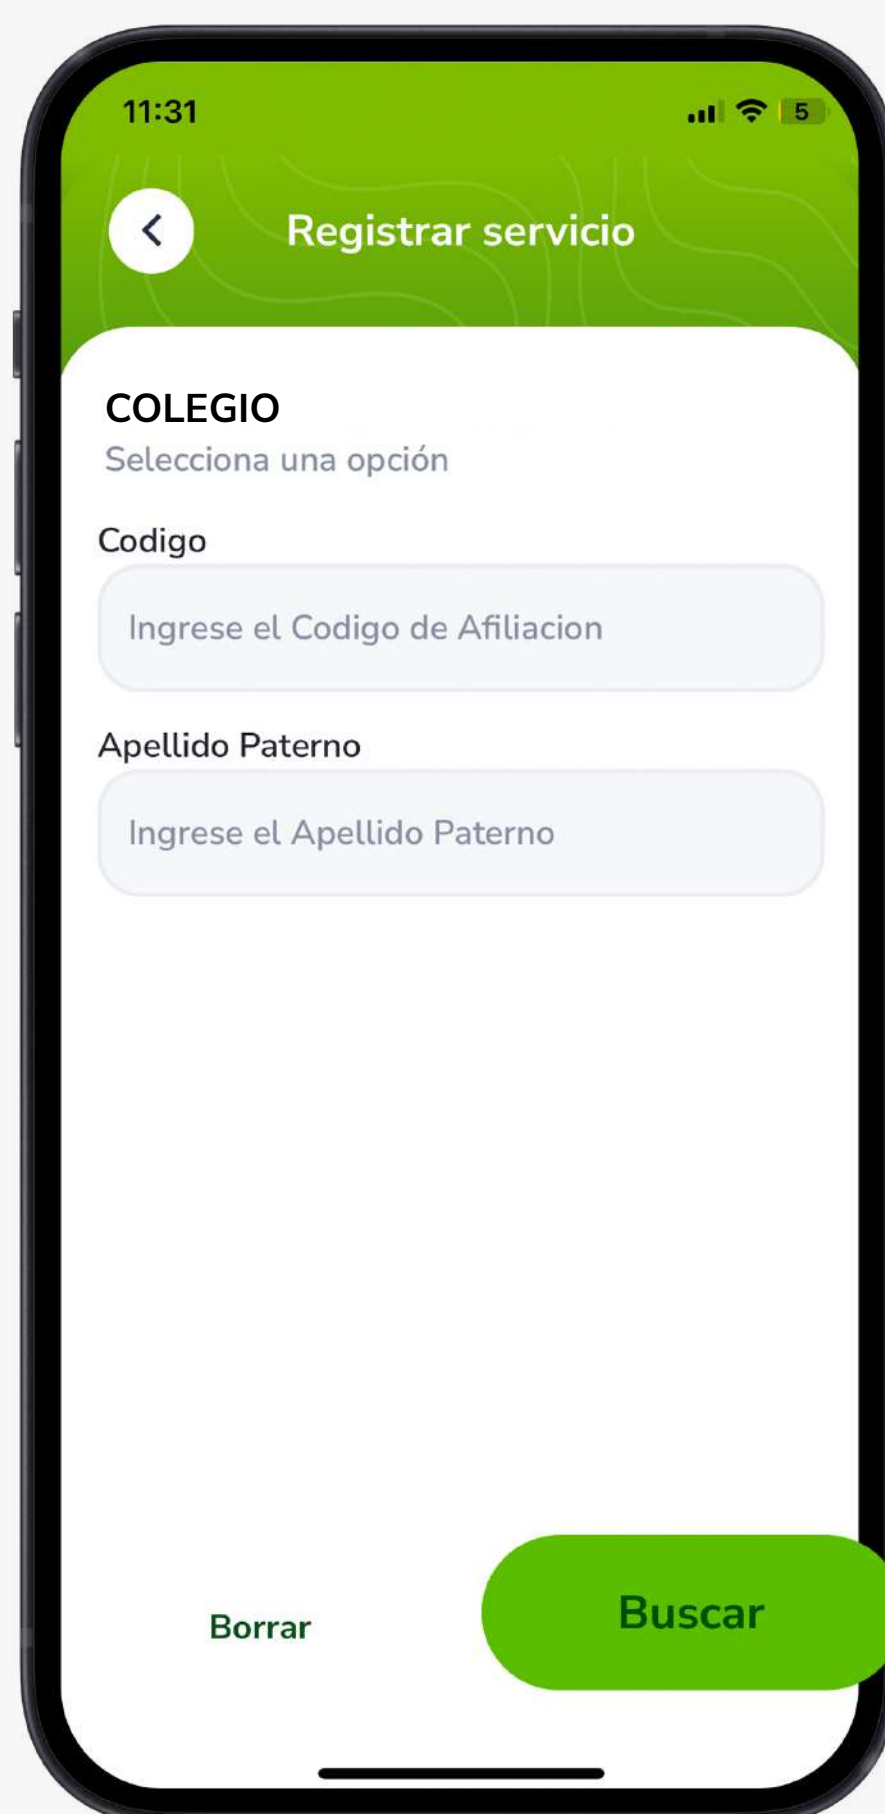 11:31
5
Registrar servicio
COLEGIO
Selecciona una opción
Codigo
Ingrese el Codigo de Afiliacion
Apellido Paterno
Ingrese el Apellido Paterno
Borrar
Buscar